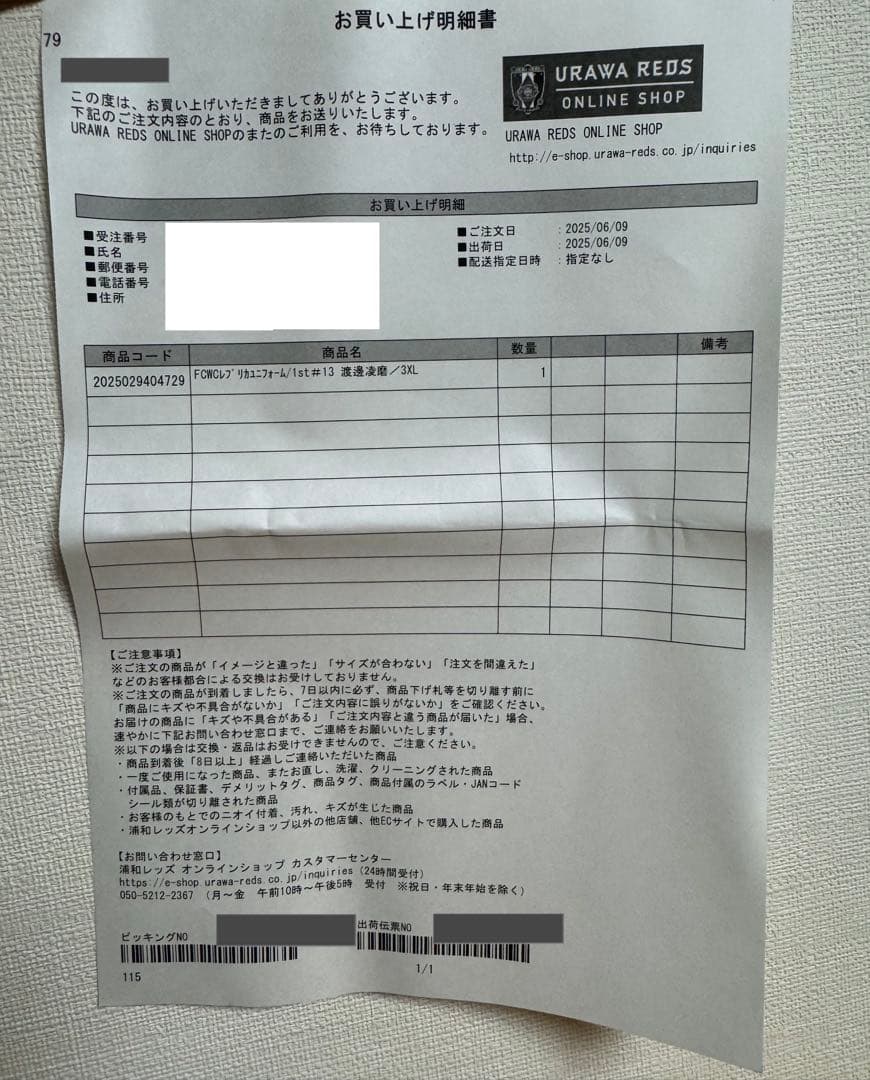 お買い上げ明細書
79
URAWA REDS
ONLINE SHOP
この度は、お買い上げいただきましてありがとうございます。
下記のご注文内容のとおり、商品をお送りいたします。
URAWA REDS ONLINE SHOPのまたのご利用を、お待ちしております。
URAWA REDS ONLINE SHOP
http://e-shop.urawa-reds.co.jp/inquiries
お買い上げ明細
■受注番号
■氏名
■郵便番号
■電話番号
■住所
■ご注文日 : 2025/06/09
■出荷日 : 2025/06/09
■配送指定日時 : 指定なし
商品コード 商品名 数量 備考
2025029404729 FCWCレプリカユニフォーム/1st#13 渡邊凌磨/3XL 1
【ご注意事項】
※ご注文の商品が「イメージと違った」「サイズが合わない」「注文を間違えた」
などのお客様都合による交換はお受けしておりません。
※ご注文の商品が到着しましたら、7日以内に必ず、商品下げ札等を切り離す前に
「商品にキズや不具合がないか」「ご注文内容に誤りがないか」をご確認ください。
お届けの商品に「キズや不具合がある」「ご注文内容と違う商品が届いた」場合、
速やかに下記お問い合わせ窓口まで、ご連絡をお願いいたします。
※以下の場合は交換・返品はお受けできませんので、ご注意ください。
・商品到着後「8日以上」経過しご連絡いただいた商品
・一度ご使用になった商品、またお直し、洗濯、クリーニングされた商品
・付属品、保証書、デメリットタグ、商品タグ、商品付属のラベル・JANコード
シール類が切り離された商品
・お客様のもとでのニオイ付着、汚れ、キズが生じた商品
・浦和レッズオンラインショップ以外の他店舗、他ECサイトで購入した商品
【お問い合わせ窓口】
浦和レッズ オンラインショップ カスタマーセンター
https://e-shop.urawa-reds.co.jp/inquiries (24時間受付)
050-5212-2367 (月～金 午前10時～午後5時 受付 ※祝日・年末年始を除く)
ピッキングNO
出荷伝票NO
115
1/1